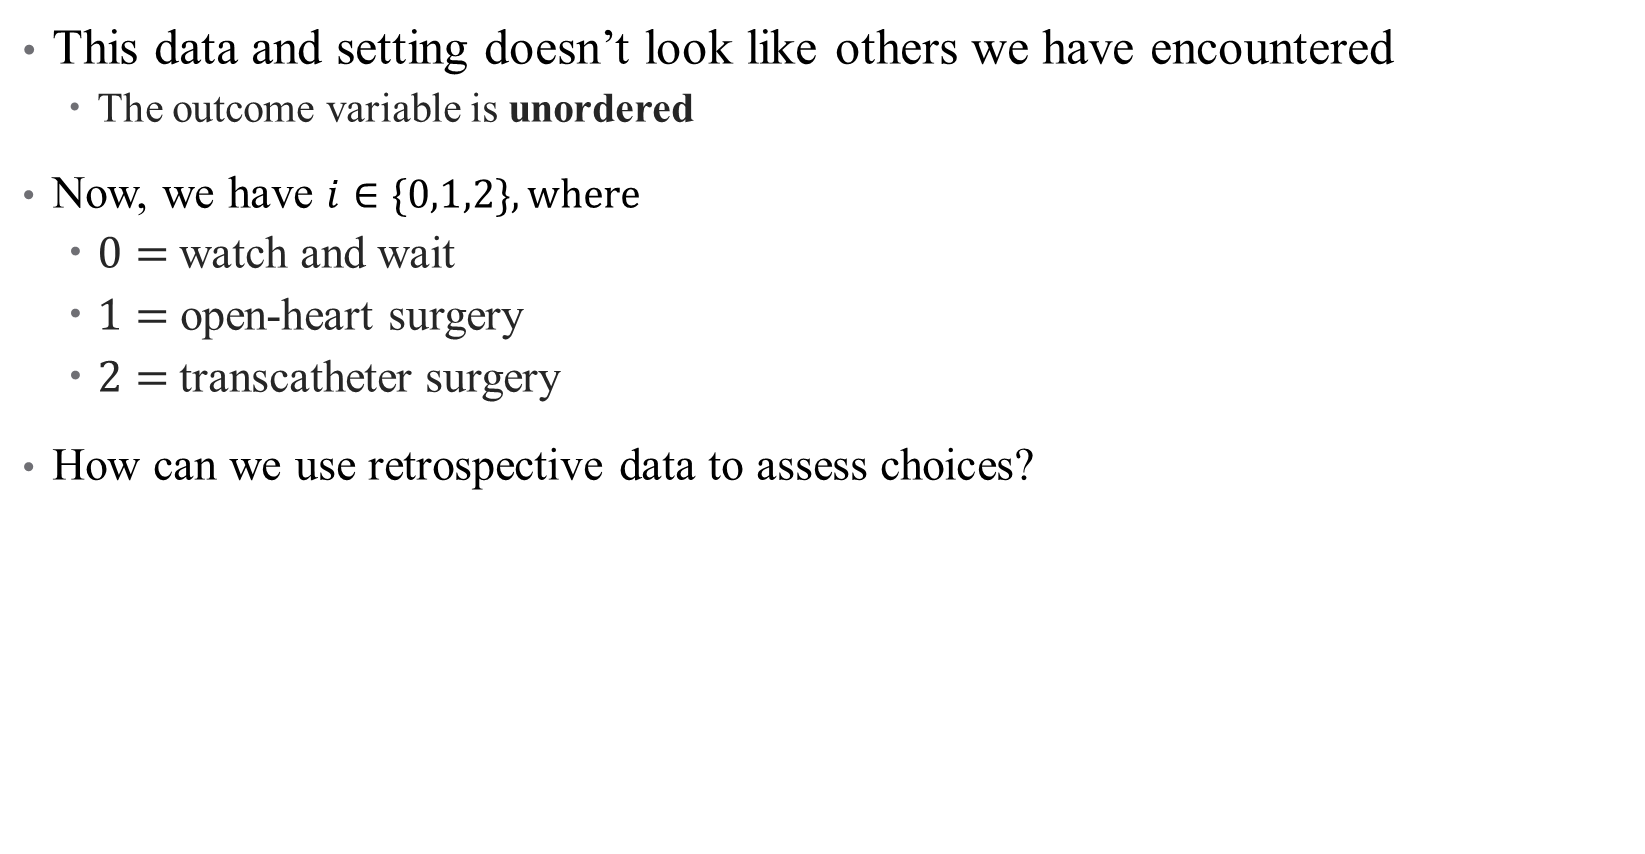 • This data and setting doesn’t look like others we have encountered
• The outcome variable is unordered
• Now, we have i ∈ {0,1,2}, where
• 0 = watch and wait
• 1 = open-heart surgery
• 2 = transcatheter surgery
• How can we use retrospective data to assess choices?